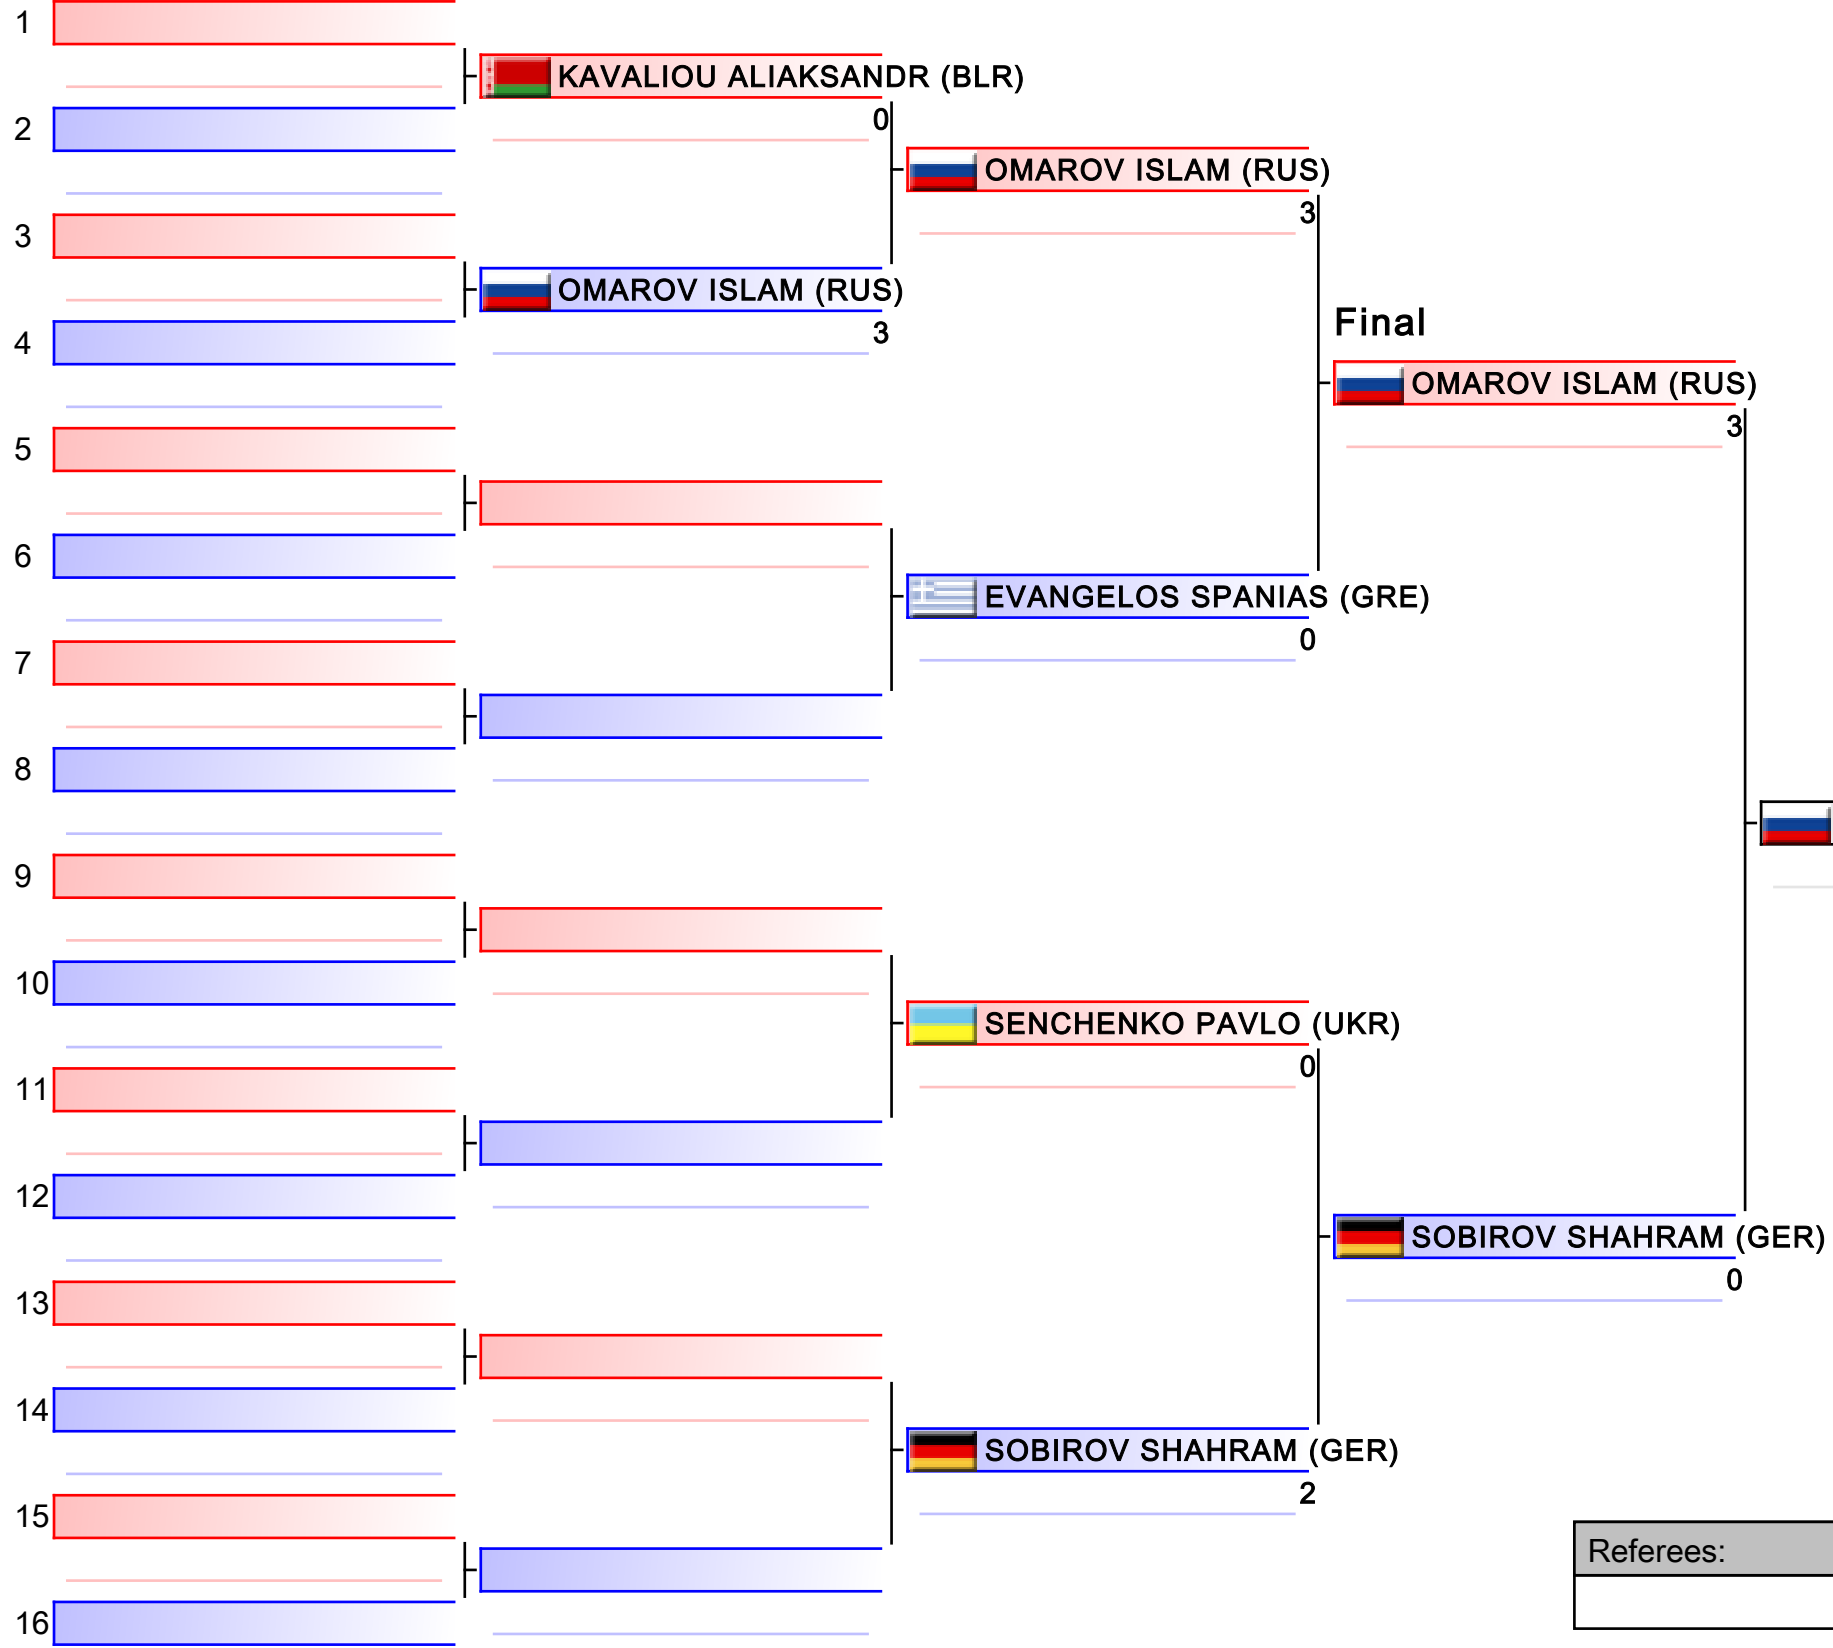 1
KAVALIOU ALIAKSANDR (BLR)
0
2
OMAROV ISLAM (RUS)
3
3
OMAROV ISLAM (RUS)
3
4
Final
OMAROV ISLAM (RUS)
3
5
6
EVANGELOS SPANIAS (GRE)
0
7
8
9
10
SENCHENKO PAVLO (UKR)
0
11
12
SOBIROV SHAHRAM (GER)
0
13
14
SOBIROV SHAHRAM (GER)
2
15
Referees:
16